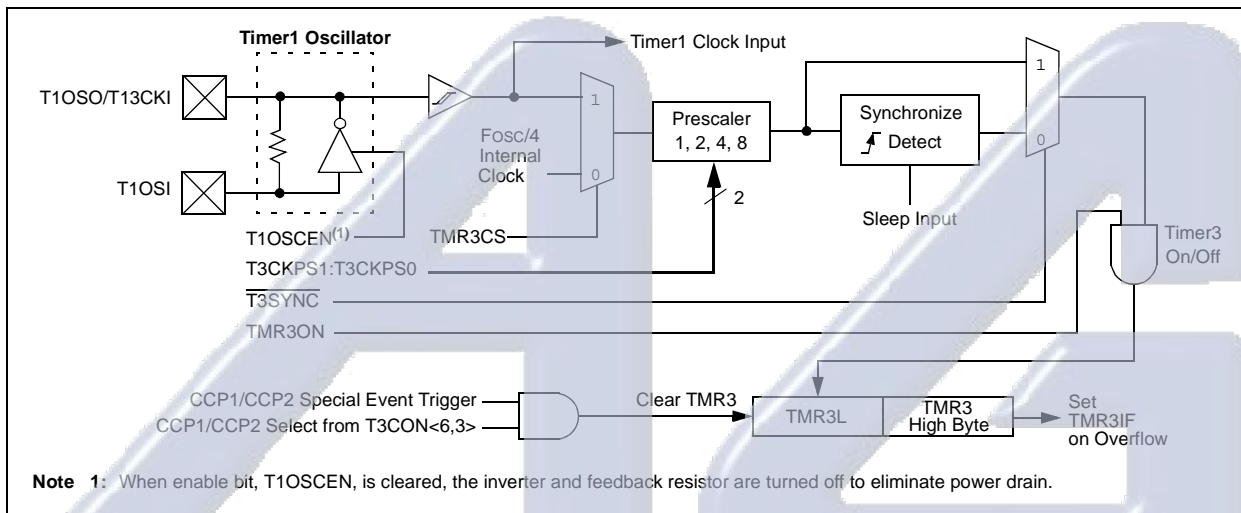 Timer1 Oscillator
Timer1 Clock Input
T1OSO/T13CKI
1
1
Prescaler
1, 2, 4, 8
Synchronize
Detect
FOSC/4
Internal
Clock
0
0
T1OSI
2
Sleep Input
T1OSCEN(1)
TMR3CS
Timer3
On/Off
T3CKPS1:T3CKPS0
T3SYNC
TMR3ON
CCP1/CCP2 Special Event Trigger
CCP1/CCP2 Select from T3CON<6,3>
Clear TMR3
TMR3L
TMR3
High Byte
Set
TMR3IF
on Overflow
Note 1: When enable bit, T1OSCEN, is cleared, the inverter and feedback resistor are turned off to eliminate power drain.